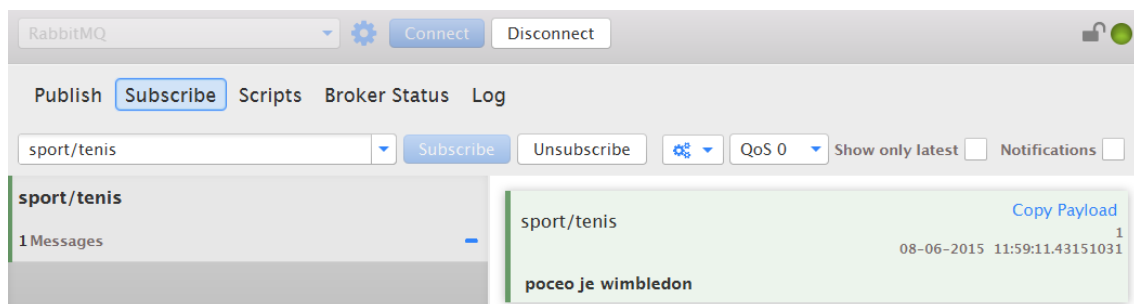 RabbitMQ Connect Disconnect
Publish Subscribe Scripts Broker Status Log
sport/tenis Subscribe Unsubscribe QoS 0 Show only latest Notifications
sport/tenis
1 Messages
sport/tenis
Copy Payload
1
08-06-2015 11:59:11.43151031
poceo je wimbledon